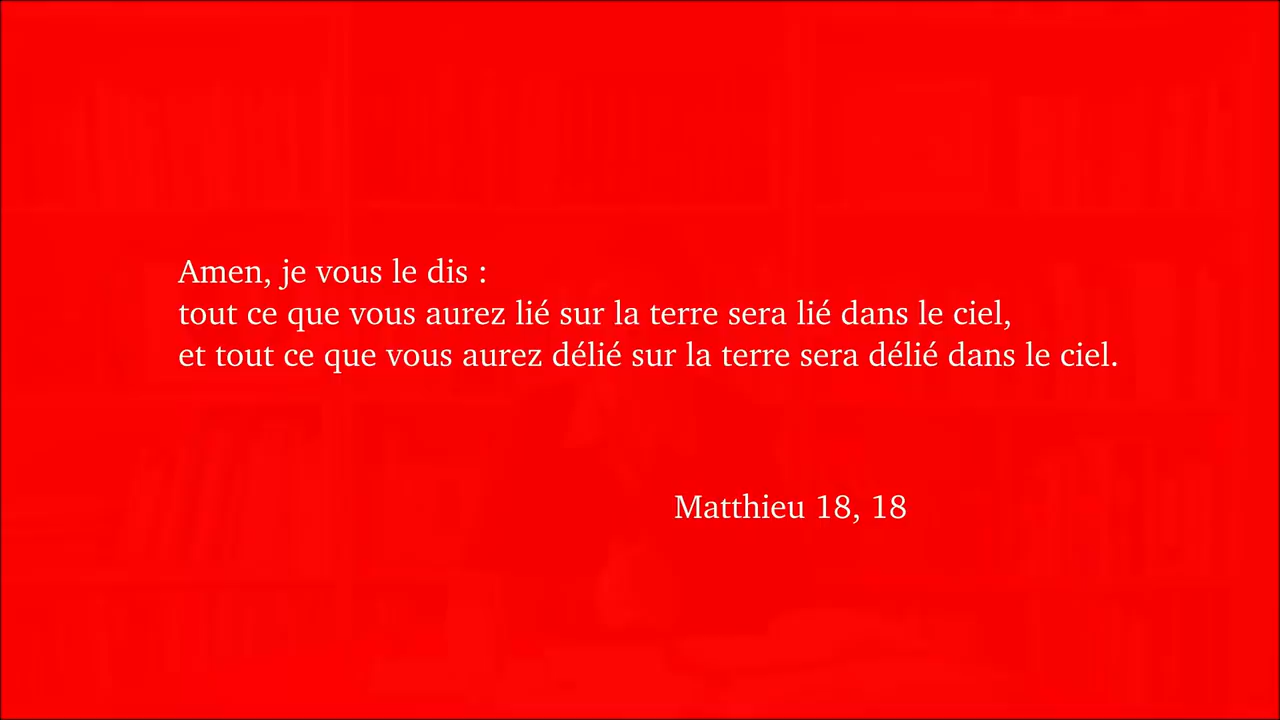 Amen, je vous le dis :
tout ce que vous aurez lié sur la terre sera lié dans le ciel,
et tout ce que vous aurez délié sur la terre sera délié dans le ciel.
Matthieu 18, 18